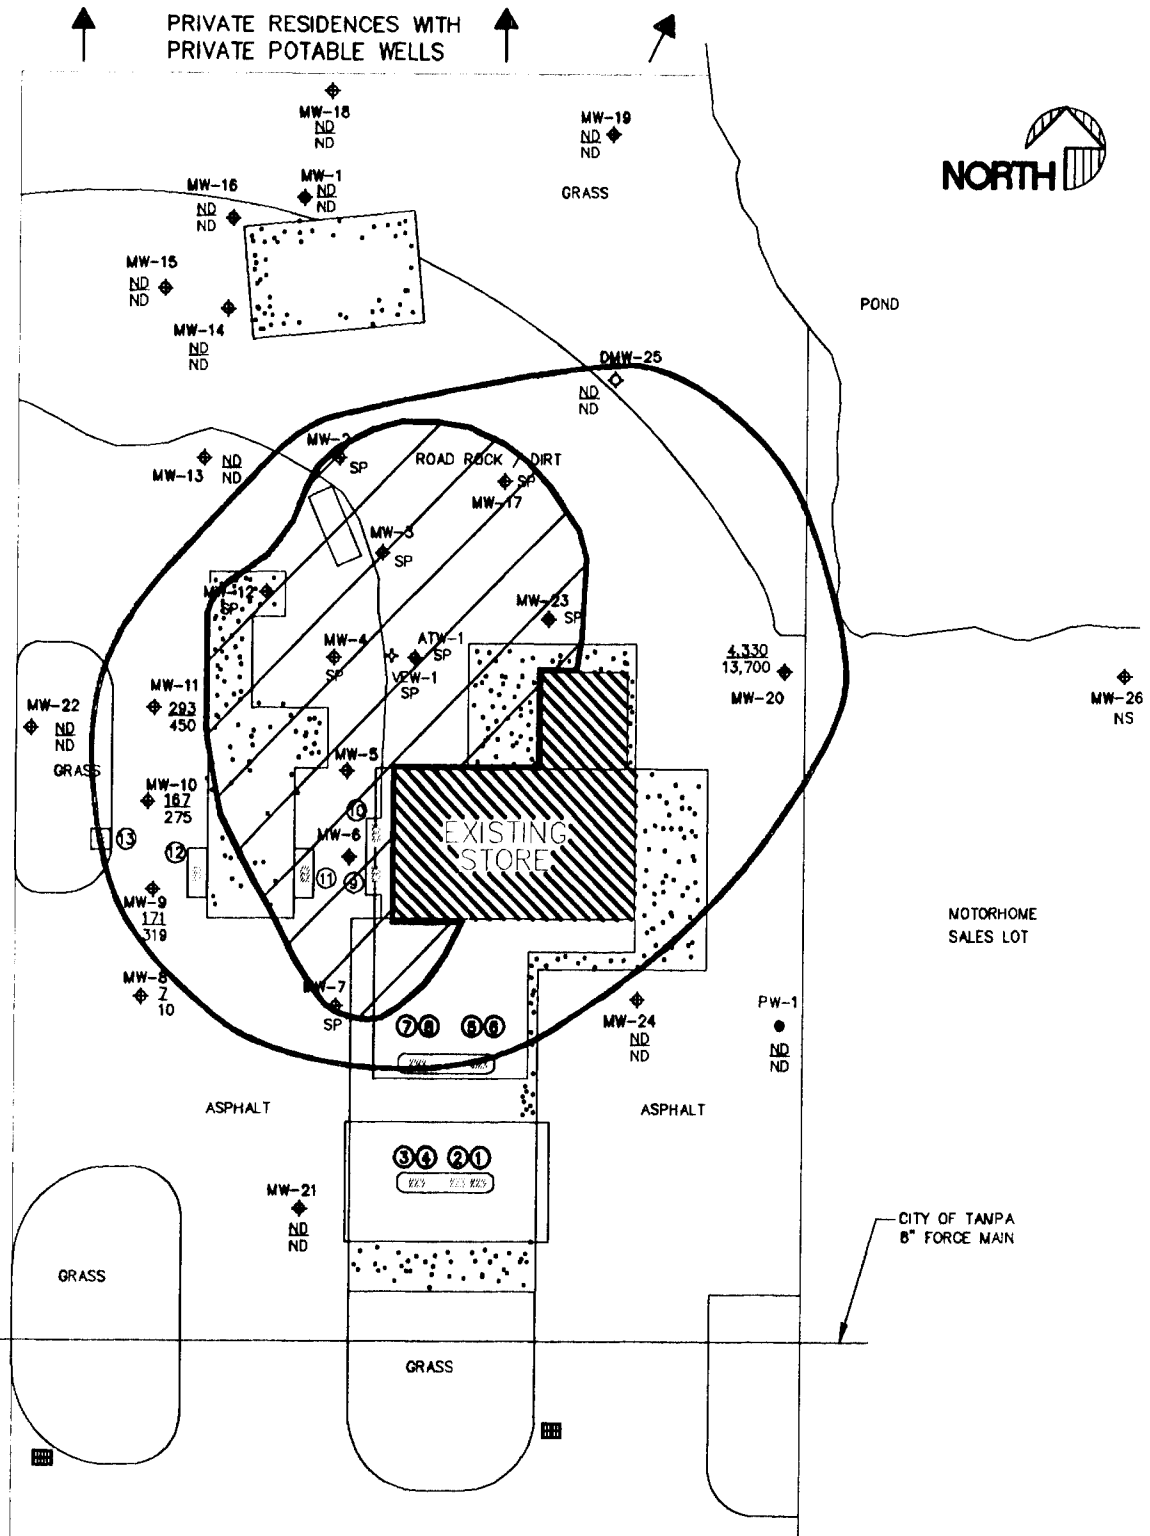 PRIVATE RESIDENCES WITH
PRIVATE POTABLE WELLS
MW-18
ND
ND
MW-19
ND
ND
NORTH
MW-16
ND
ND
MW-1
ND
ND
GRASS
MW-15
ND
ND
MW-14
ND
ND
POND
DMW-25
ND
ND
MW-2
SP
ROAD ROCK / DIRT
MW-13
ND
ND
SP
MW-17
MW-3
SP
MW-12
SP
MW-23
SP
MW-4
SP
ATW-1
SP
VEW-1
SP
4,330
13,700
MW-20
MW-26
NS
MW-11
293
450
MW-22
ND
ND
GRASS
MW-5
MW-10
167
275
10
13
MW-6
EXISTING
STORE
12
11
9
MW-9
171
319
MOTORHOME
SALES LOT
MW-8
7
10
MW-7
SP
7 8 5 6
MW-24
ND
ND
PW-1
ND
ND
ASPHALT
ASPHALT
3 4 2 1
MW-21
ND
ND
CITY OF TAMPA
8" FORCE MAIN
GRASS
GRASS